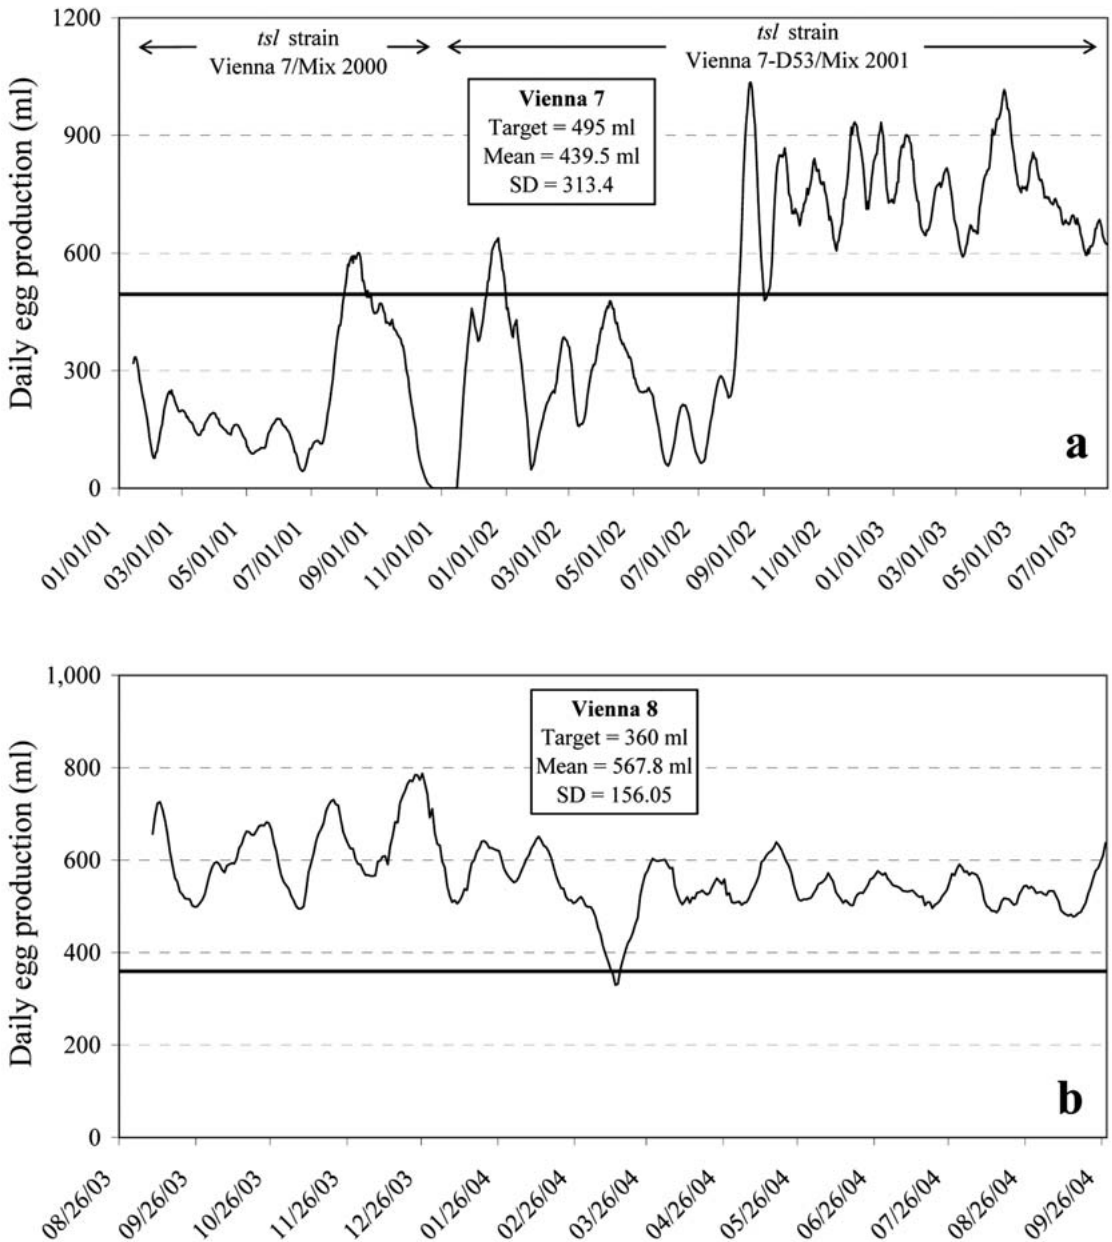 1200
900
600
300
0
Daily egg production (ml)
tsl strain
Vienna 7/Mix 2000
tsl strain
Vienna 7-D53/Mix 2001
Vienna 7
Target = 495 ml
Mean = 439.5 ml
SD = 313.4
a
01/01/01
03/01/01
05/01/01
07/01/01
09/01/01
11/01/01
01/01/02
03/01/02
05/01/02
07/01/02
09/01/02
11/01/02
01/01/03
03/01/03
05/01/03
07/01/03
1,000
800
600
400
200
0
Daily egg production (ml)
Vienna 8
Target = 360 ml
Mean = 567.8 ml
SD = 156.05
b
08/26/03
09/26/03
10/26/03
11/26/03
12/26/03
01/26/04
02/26/04
03/26/04
04/26/04
05/26/04
06/26/04
07/26/04
08/26/04
09/26/04